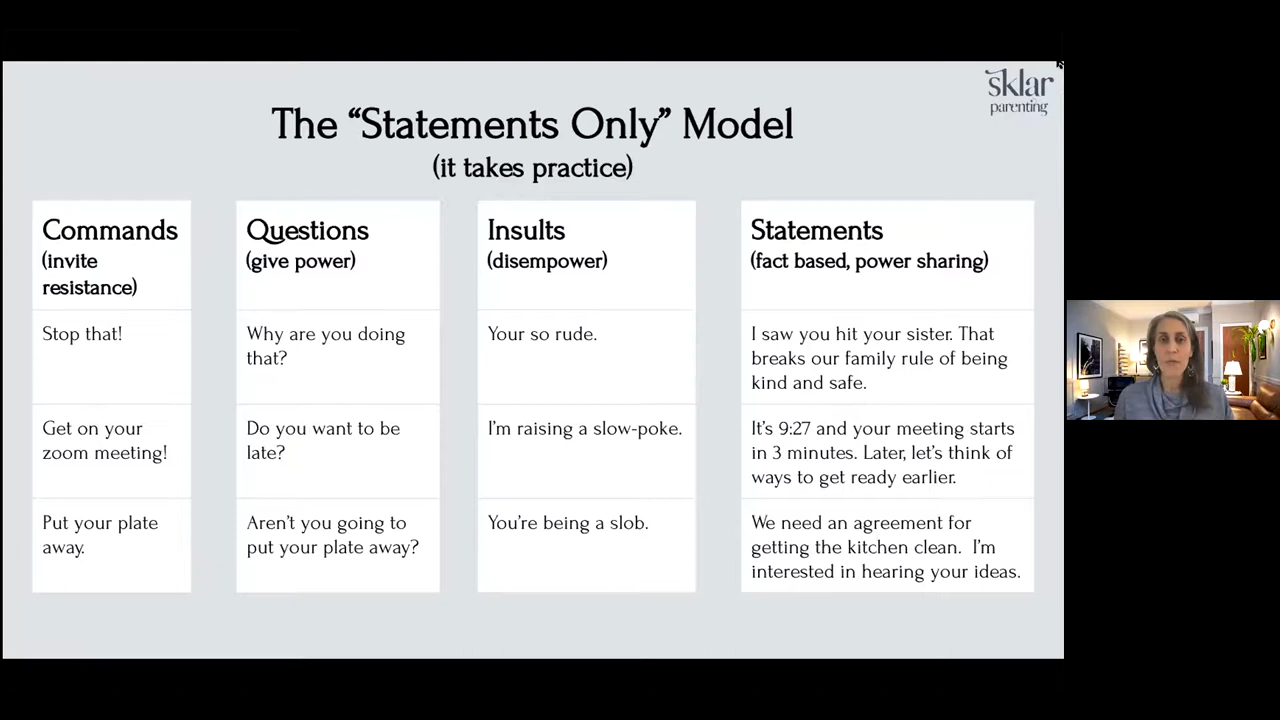 sklar
parenting
The “Statements Only” Model
(it takes practice)
Commands
(invite
resistance)
Stop that!
Get on your
zoom meeting!
Put your plate
away.
Questions
(give power)
Why are you doing
that?
Do you want to be
late?
Aren’t you going to
put your plate away?
Insults
(disempower)
Your so rude.
I’m raising a slow-poke.
You’re being a slob.
Statements
(fact based, power sharing)
I saw you hit your sister. That
breaks our family rule of being
kind and safe.
It’s 9:27 and your meeting starts
in 3 minutes. Later, let’s think of
ways to get ready earlier.
We need an agreement for
getting the kitchen clean.  I’m
interested in hearing your ideas.